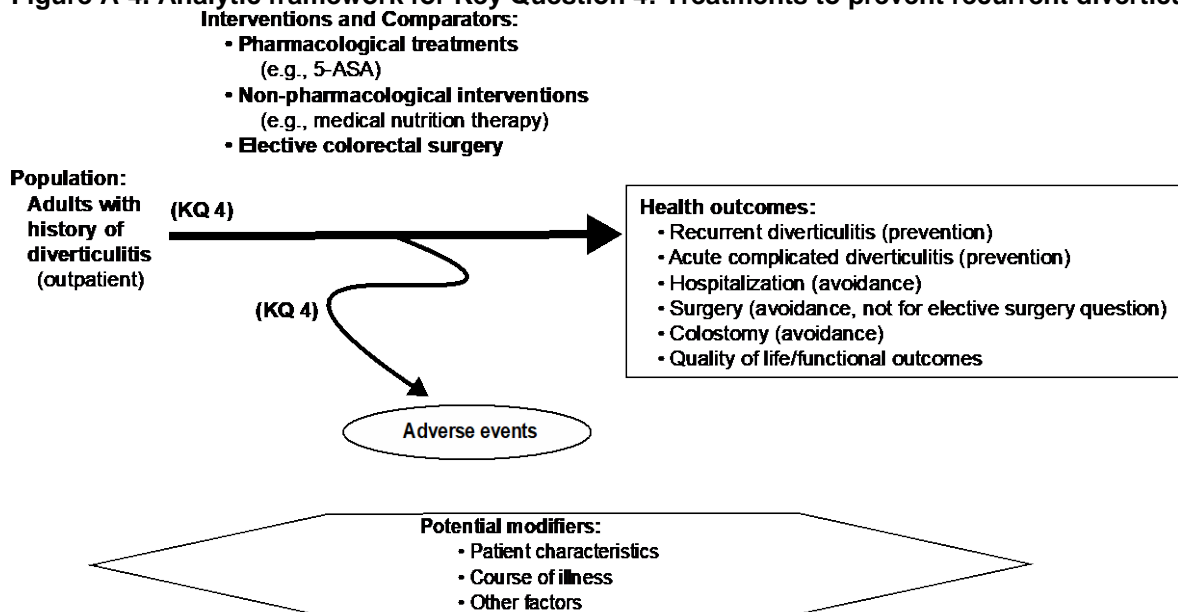 Figure A-4. Analytic framework for Key Question 4: Treatments to prevent recurrent
Interventions and Comparators:
• Pharmacological treatments
(e.g., 5-ASA)
• Non-pharmacological interventions
(e.g., medical nutrition therapy)
• Elective colorectal surgery
Population:
Adults with
history of
diverticulitis
(outpatient)
(KQ 4)
(KQ 4)
Health outcomes:
• Recurrent diverticulitis (prevention)
• Acute complicated diverticulitis (prevention)
• Hospitalization (avoidance)
• Surgery (avoidance, not for elective surgery question)
• Colostomy (avoidance)
• Quality of life/functional outcomes
Adverse events
Potential modifiers:
• Patient characteristics
• Course of illness
• Other factors